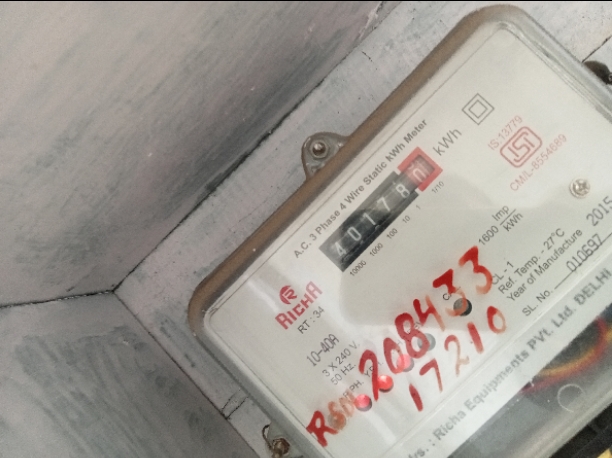 A.C. 3 Phase 4 Wire Static kWh Meter
kWh
10000 1000 100 10 1 1/10
IS:13779
CM/L-8554689
RICHA
RT : 34
10-40A
3 X 240 V.
50 Hz
1600 Imp
kWh
CL - 1
Ref. Temp. : 27°C
Year of Manufacture 2015
SL. No. 010697
208433
17210
Mrs. : Richa Equipments PVt. Ltd. DELHI